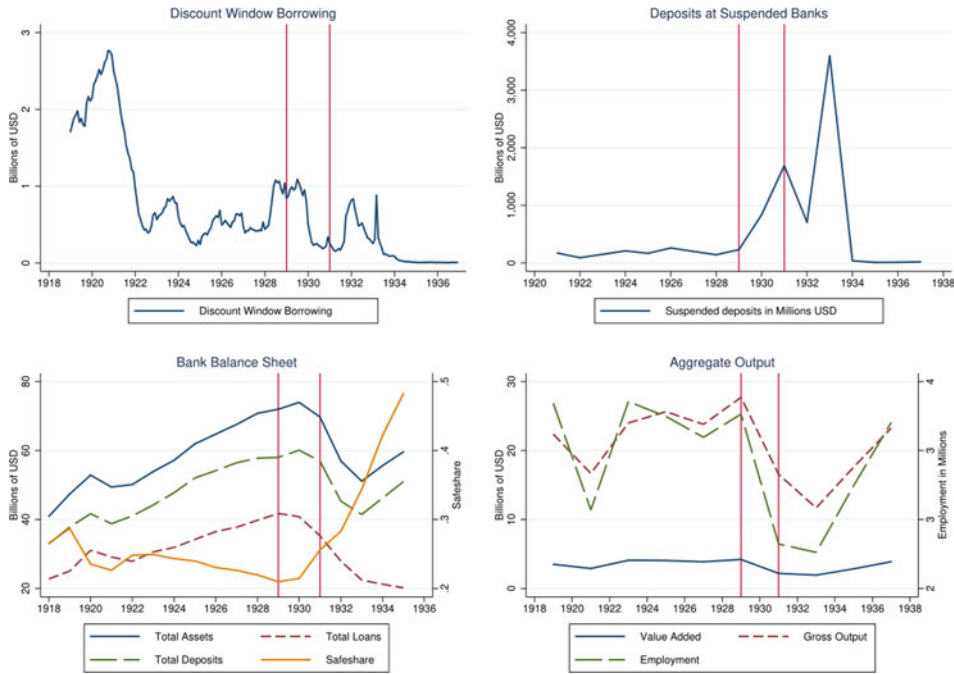 Discount Window Borrowing
Billions of USD
3
2
1
0
1918 1920 1922 1924 1926 1928 1930 1932 1934 1936
Discount Window Borrowing
Deposits at Suspended Banks
Billions of USD
4,000
3,000
2,000
1,000
0
1920 1922 1924 1926 1928 1930 1932 1934 1936 1938
Suspended deposits in Millions USD
Bank Balance Sheet
Billions of USD
80
60
40
20
.5
.4
.3
.2
Safeshare
1918 1920 1922 1924 1926 1928 1930 1932 1934 1936
Total Assets Total Loans
Total Deposits Safeshare
Aggregate Output
Billions of USD
30
20
10
0
4
3
3
2
Employment in Millions
1918 1920 1922 1924 1926 1928 1930 1932 1934 1936 1938
Value Added Gross Output
Employment